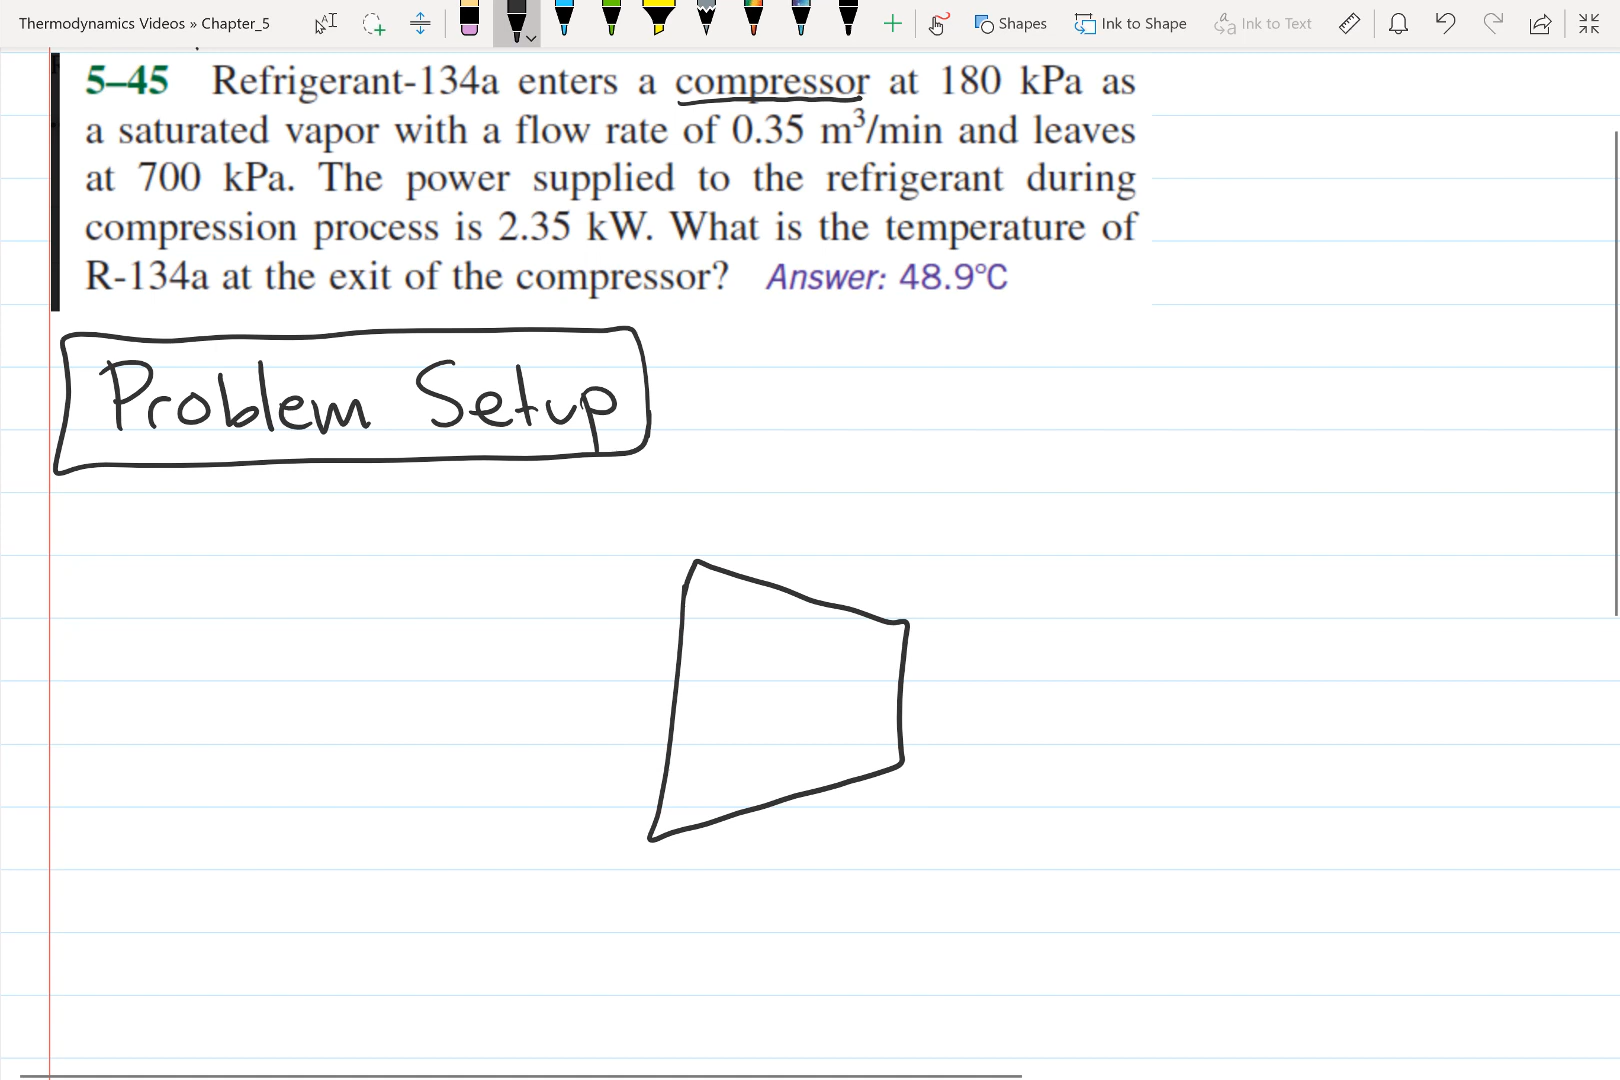 Thermodynamics Videos » Chapter_5
Shapes
Ink to Shape
Ink to Text
5–45 Refrigerant-134a enters a compressor at 180 kPa as
a saturated vapor with a flow rate of 0.35 m³/min and leaves
at 700 kPa. The power supplied to the refrigerant during
compression process is 2.35 kW. What is the temperature of
R-134a at the exit of the compressor? Answer: 48.9°C
Problem Setup